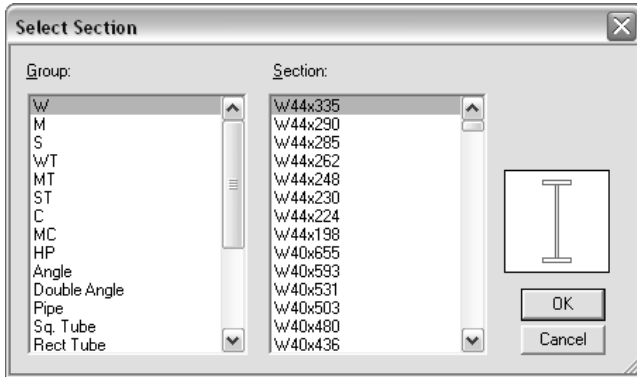 Select Section
Group:
Section:
W
M
S
WT
MT
ST
C
MC
HP
Angle
Double Angle
Pipe
Sq. Tube
Rect Tube
W44x335
W44x290
W44x285
W44x262
W44x248
W44x230
W44x224
W44x198
W40x655
W40x593
W40x531
W40x503
W40x480
W40x436
OK
Cancel